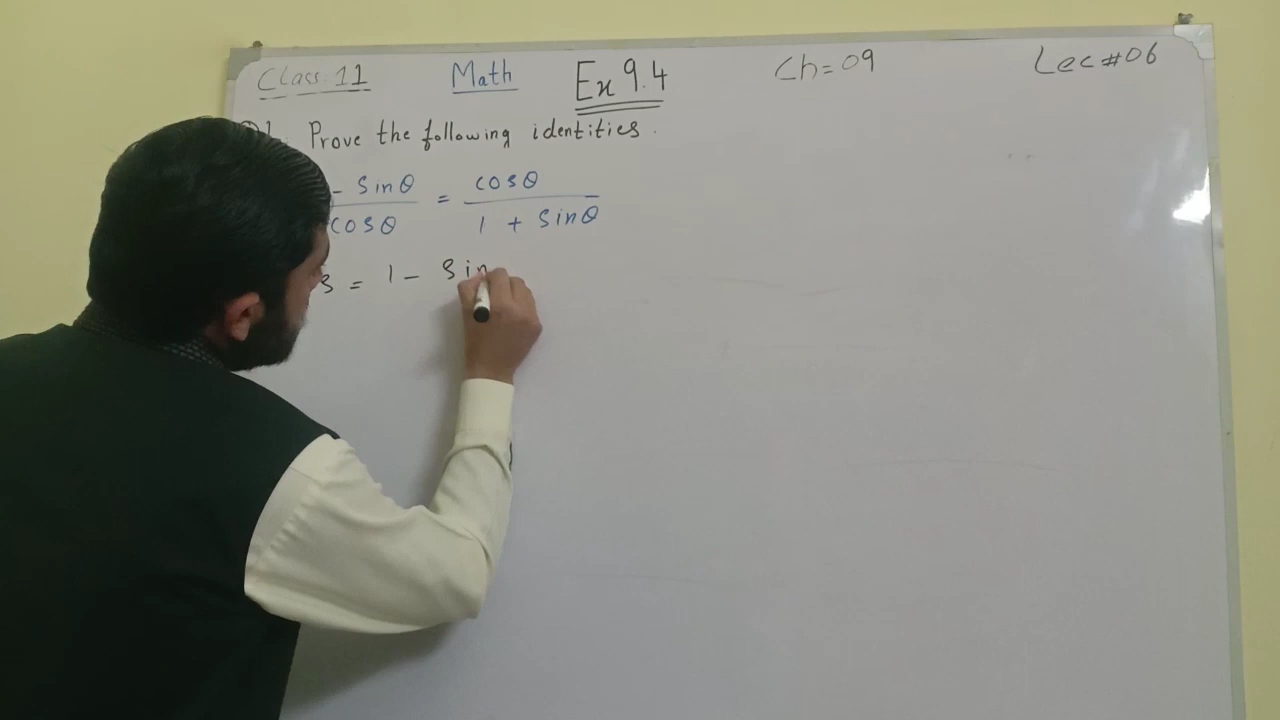 Class 11 Math Ex 9.4 Ch=09 Lec#06
Prove the following identities.
- sinθ = cosθ
cosθ 1 + sinθ
s = 1 - sin